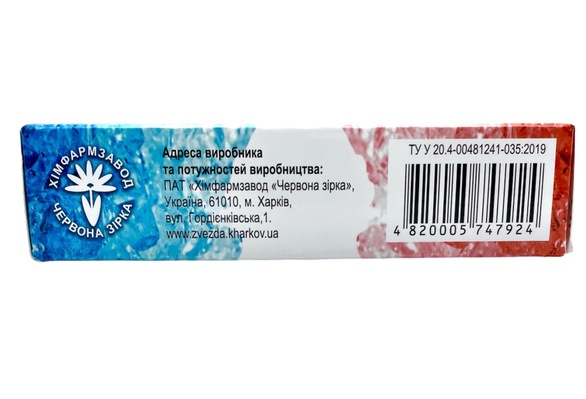 ХІМФАРМЗАВОД
ЧЕРВОНА ЗІРКА
Адреса виробника
та потужностей виробництва:
ПАТ «Хімфармзавод «Червона зірка»,
Україна, 61010, м. Харків,
вул. Гордієнківська,1.
www.zvezda.kharkov.ua
ТУ У 20.4-00481241-035:2019
4 820005 747924